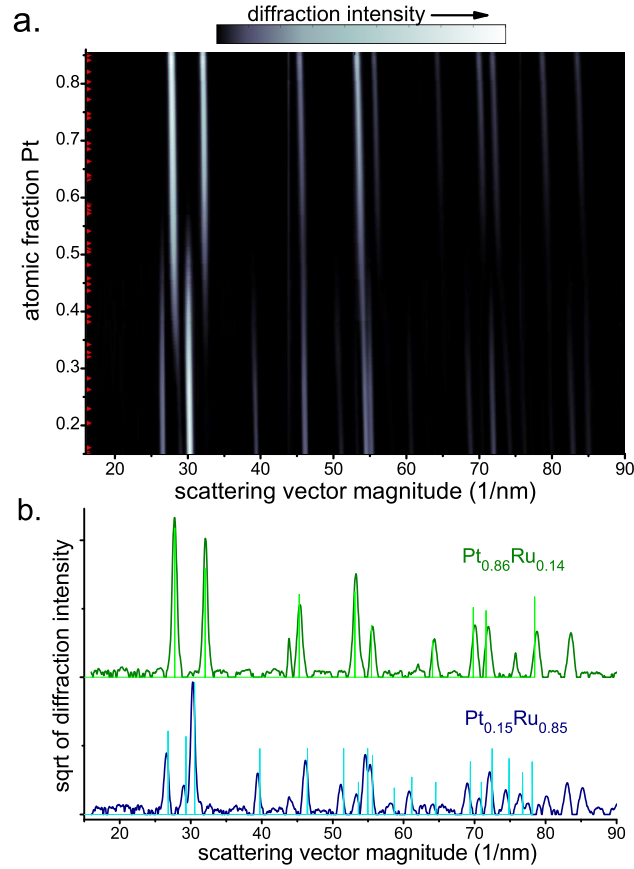 a.
diffraction intensity
atomic fraction Pt
0.8
0.7
0.6
0.5
0.4
0.3
0.2
20 30 40 50 60 70 80 90
scattering vector magnitude (1/nm)
b.
sqrt of diffraction intensity
Pt0.86Ru0.14
Pt0.15Ru0.85
20 30 40 50 60 70 80 90
scattering vector magnitude (1/nm)